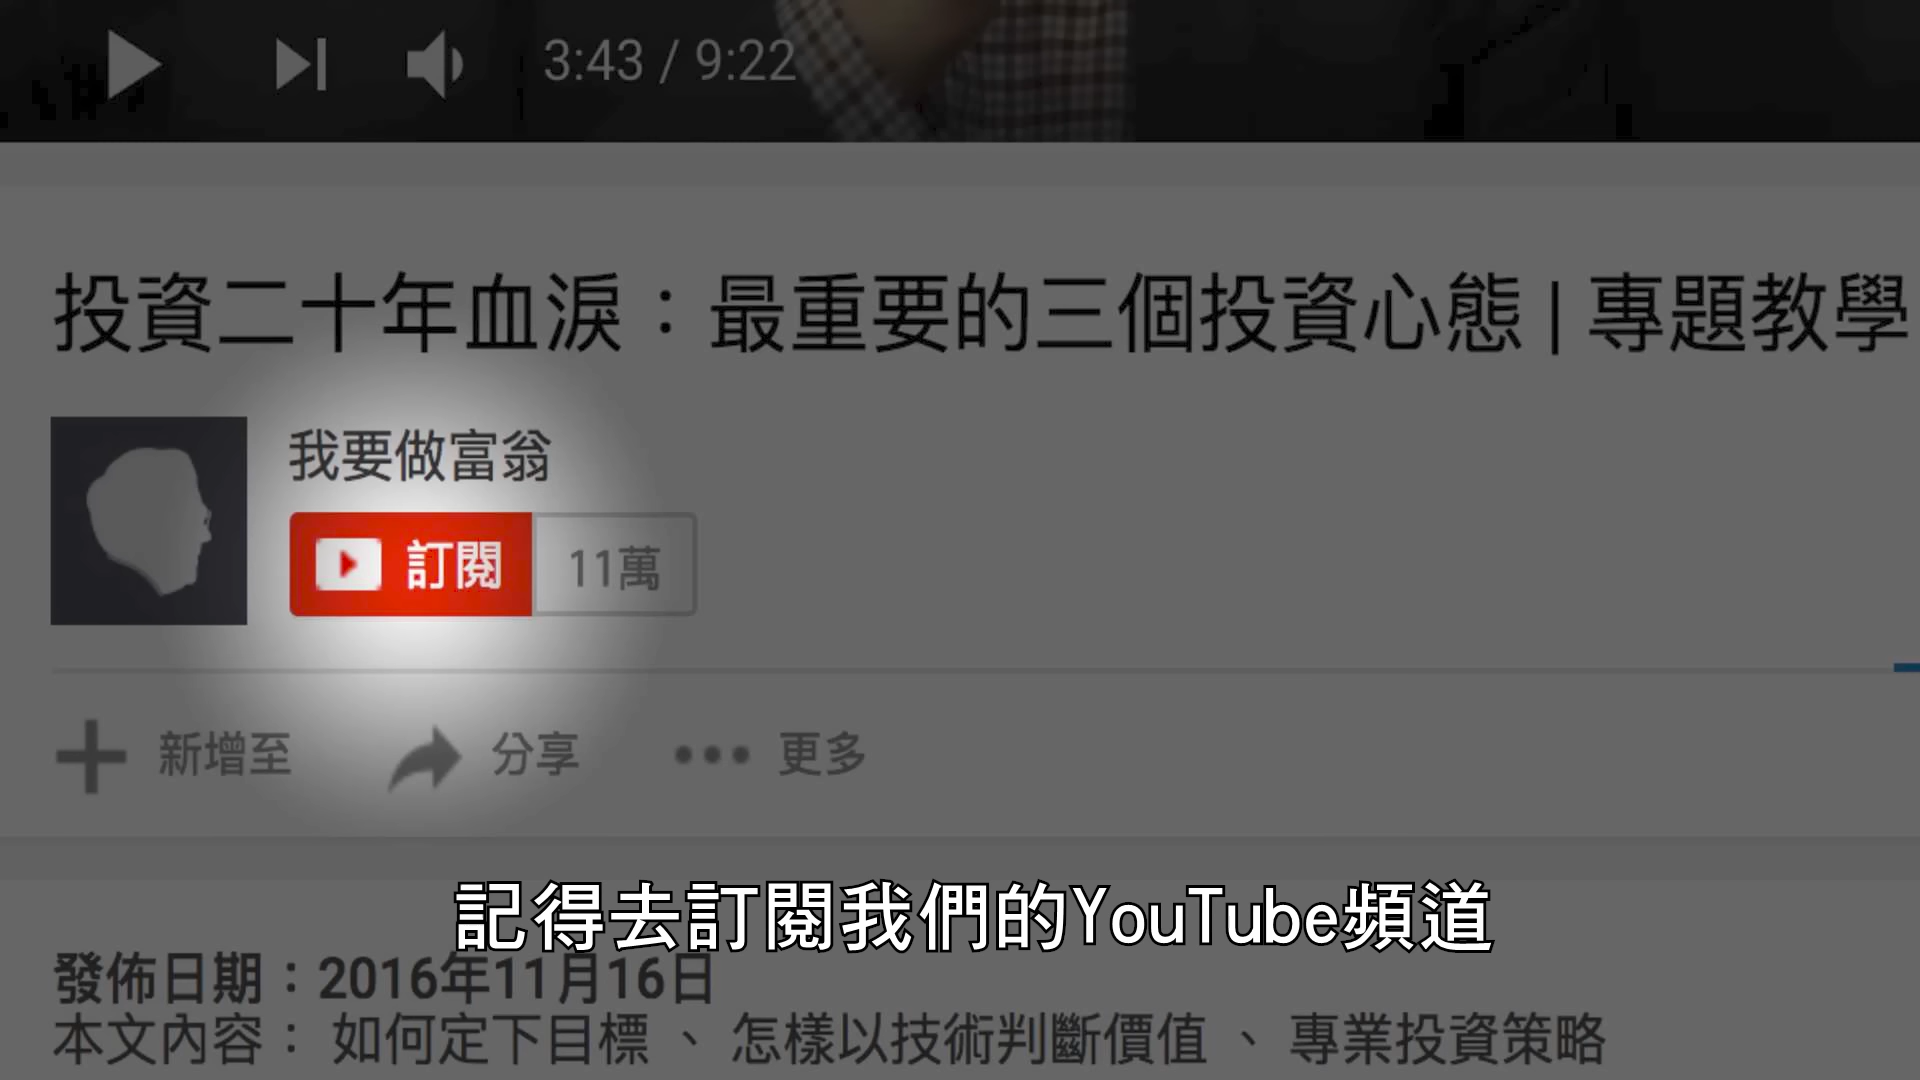 3:43 / 9:22
投資二十年血淚：最重要的三個投資心態 | 專題教學
我要做富翁
訂閱 11萬
新增至 分享 更多
記得去訂閱我們的YouTube頻道
發佈日期：2016年11月16日
本文內容： 如何定下目標 、 怎樣以技術判斷價值 、 專業投資策略